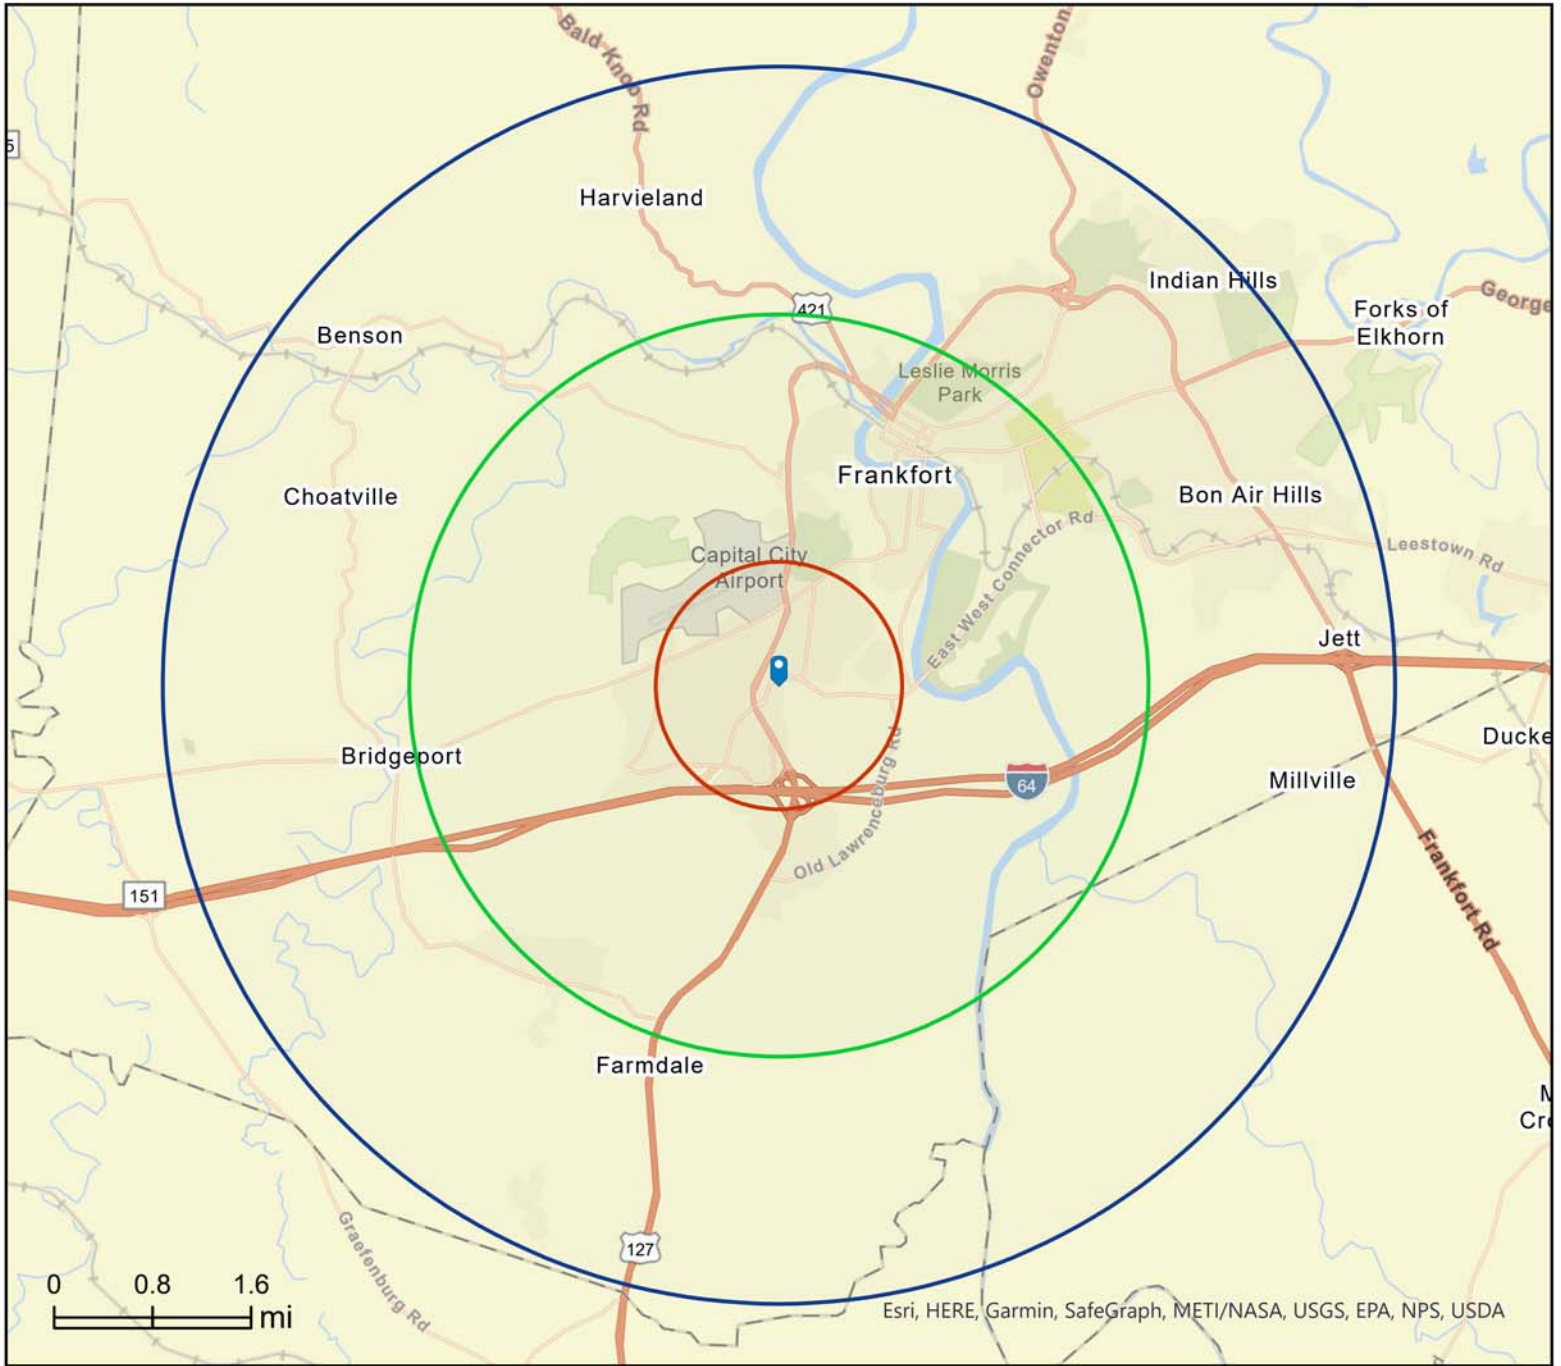 Bald Knob Rd
Owenton
5
Harvieland
Indian Hills
George
421
Forks of
Elkhorn
Benson
Leslie Morris
Park
Frankfort
Choatville
Bon Air Hills
East West Connector Rd
Leestown Rd
Capital City
Airport
Jett
Bridgeport
Old Lawrenceburg Rd
64
Millville
Ducke
151
Frankfort Rd
Farmdale
M
Cre
127
Graefenburg Rd
0 0.8 1.6
mi
Esri, HERE, Garmin, SafeGraph, METI/NASA, USGS, EPA, NPS, USDA